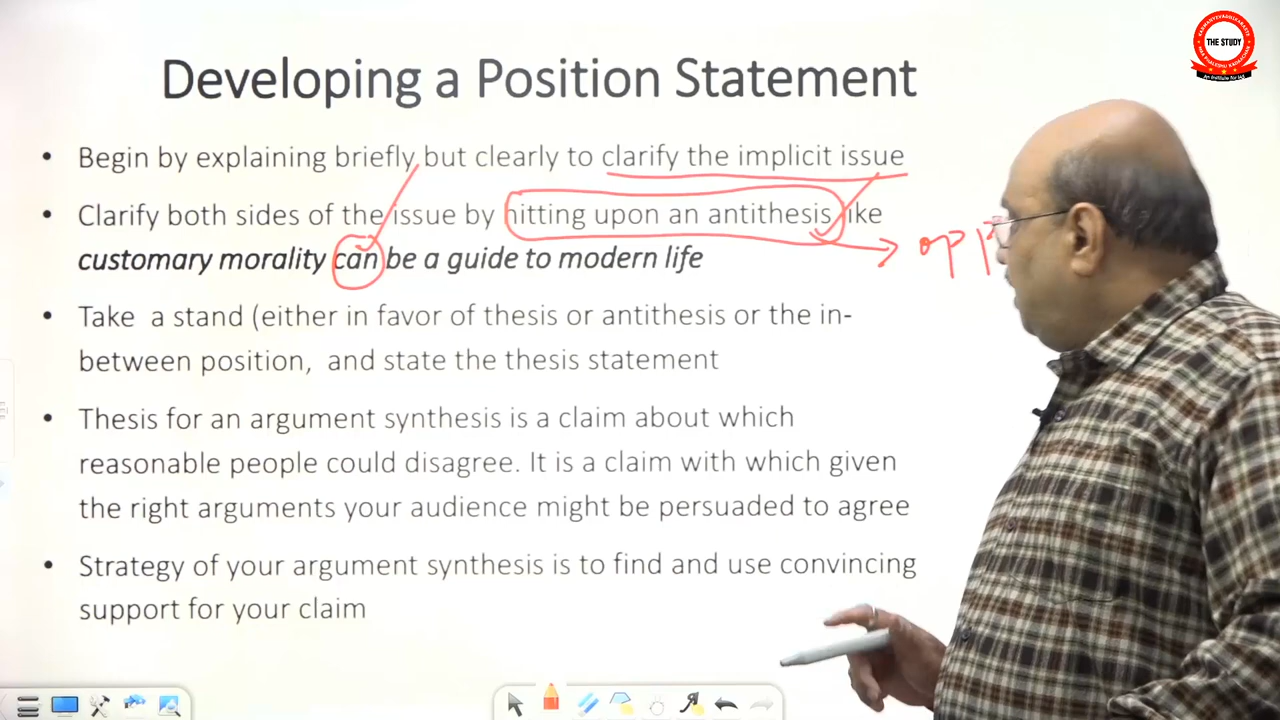 THE STUDY
An Institute for IAS
Developing a Position Statement
• Begin by explaining briefly but clearly to clarify the implicit issue
• Clarify both sides of the issue by hitting upon an antithesis like
customary morality can be a guide to modern life
opp
• Take a stand (either in favor of thesis or antithesis or the in-
between position, and state the thesis statement
• Thesis for an argument synthesis is a claim about which
reasonable people could disagree. It is a claim with which given
the right arguments your audience might be persuaded to agree
• Strategy of your argument synthesis is to find and use convincing
support for your claim